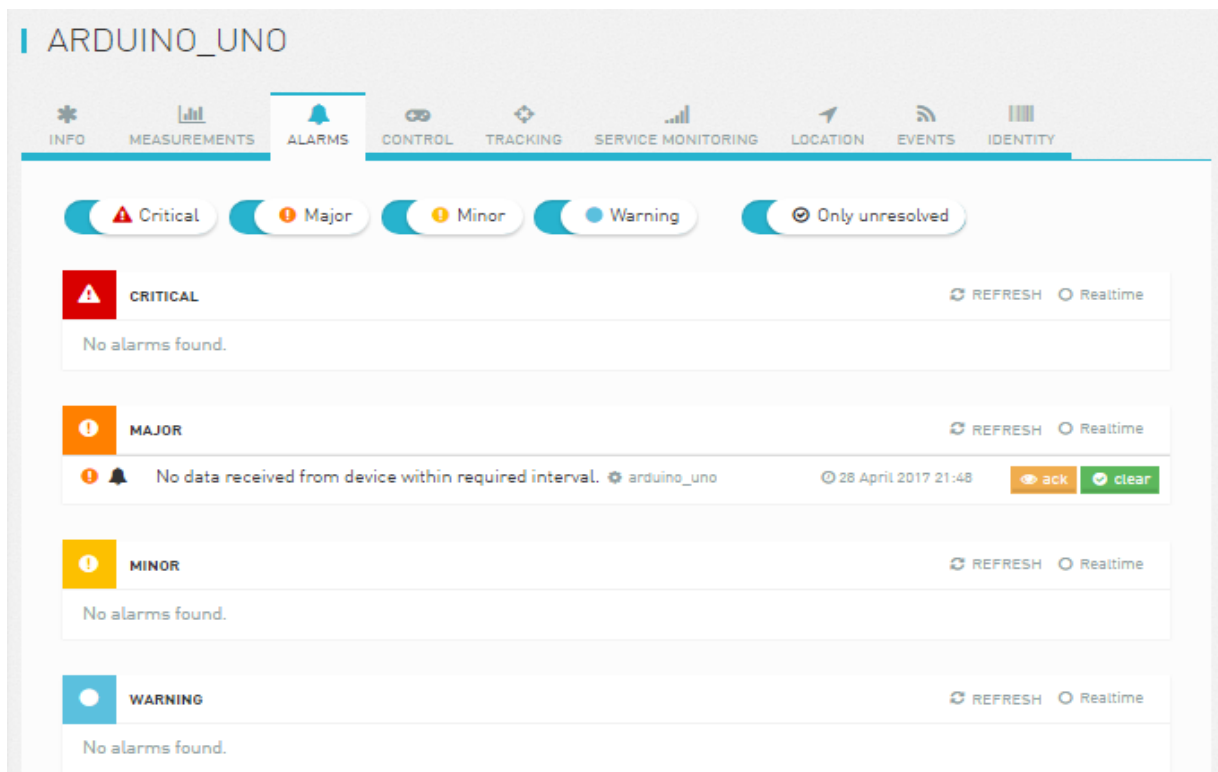 ARDUINO_UNO
INFO MEASUREMENTS ALARMS CONTROL TRACKING SERVICE MONITORING LOCATION EVENTS IDENTITY
Critical Major Minor Warning Only unresolved
CRITICAL REFRESH Realtime
No alarms found.
MAJOR REFRESH Realtime
No data received from device within required interval. arduino_uno 28 April 2017 21:48 ack clear
MINOR REFRESH Realtime
No alarms found.
WARNING REFRESH Realtime
No alarms found.